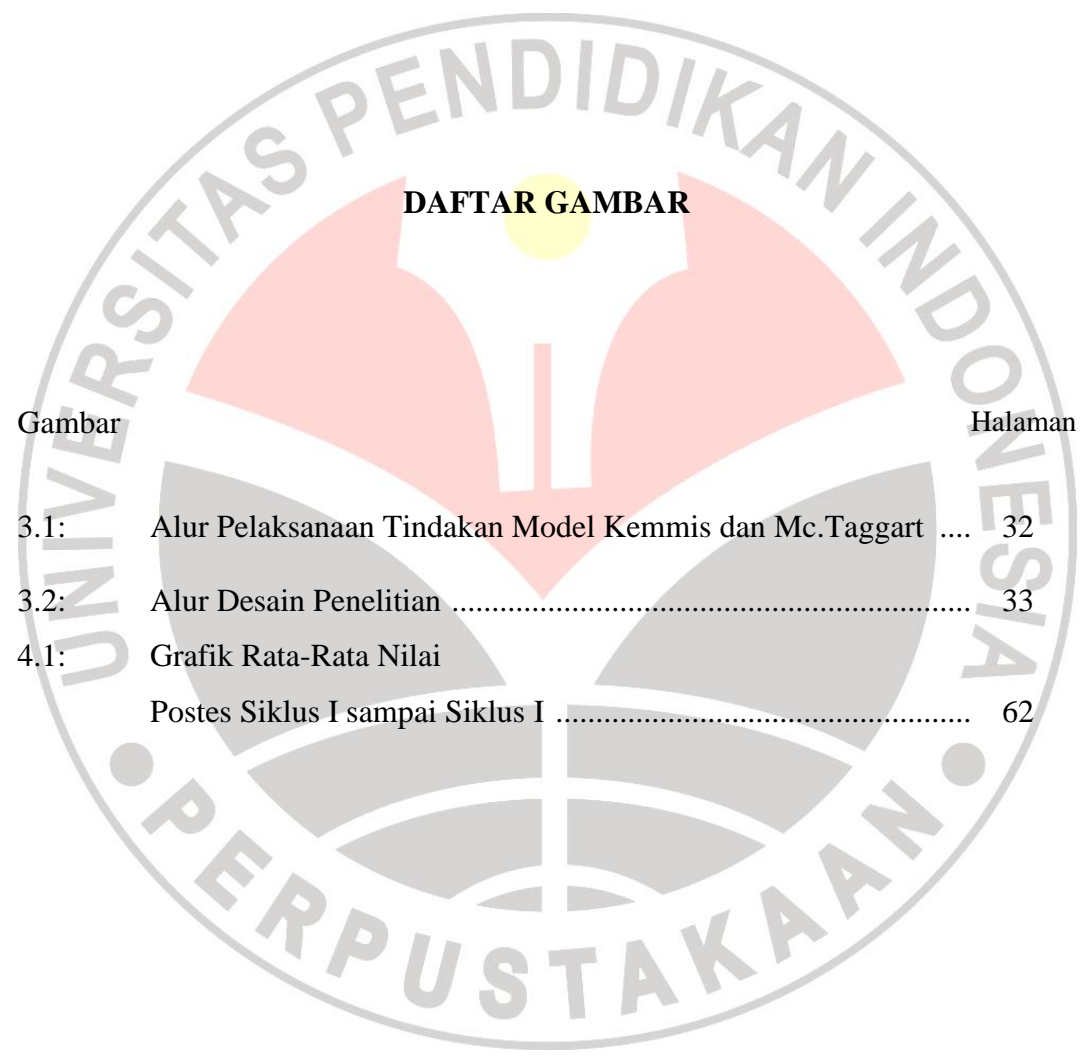 UNIVERSITAS PENDIDIKAN INDONESIA
DAFTAR GAMBAR
Gambar Halaman
3.1: Alur Pelaksanaan Tindakan Model Kemmis dan Mc.Taggart .... 32
3.2: Alur Desain Penelitian ................................................................. 33
4.1: Grafik Rata-Rata Nilai
Postes Siklus I sampai Siklus I .................................................... 62
PERPUSTAKAAN